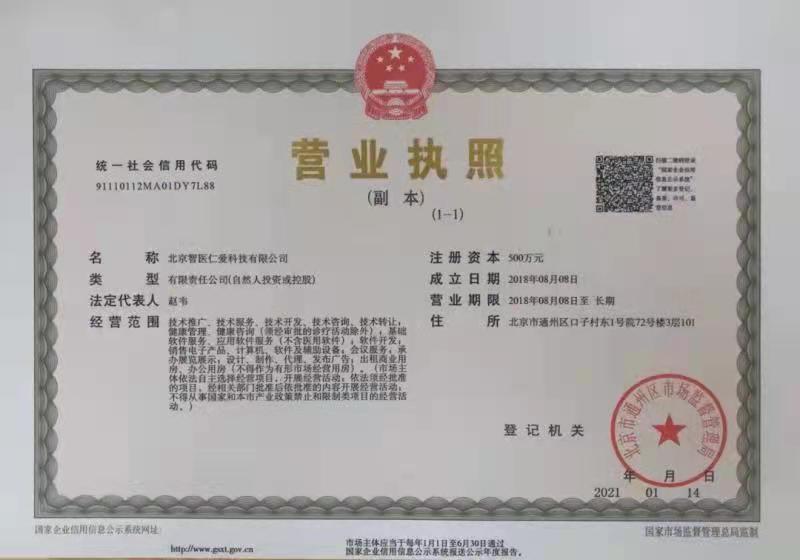 营业执照
(副本)
(1-1)
统一社会信用代码
91110112MA01DY7L88
扫描二维码登录
“国家企业信用
信息公示系统”
了解更多登记、
备案、许可、监
管信息
名称 北京智医仁爱科技有限公司
类型 有限责任公司(自然人投资或控股)
法定代表人 赵韦
经营范围 技术推广、技术服务、技术开发、技术咨询、技术转让;
健康管理、健康咨询(须经审批的诊疗活动除外);基础
软件服务、应用软件服务(不含医用软件);软件开发;
销售电子产品、计算机、软件及辅助设备;会议服务;承
办展览展示;设计、制作、代理、发布广告;出租商业用
房、办公用房(不得作为有形市场经营用房)。(市场主
体依法自主选择经营项目,开展经营活动;依法须经批准
的项目,经相关部门批准后依批准的内容开展经营活动;
不得从事国家和本市产业政策禁止和限制类项目的经营活
动。)
注册资本 500万元
成立日期 2018年08月08日
营业期限 2018年08月08日至 长期
住所 北京市通州区口子村东1号院72号楼3层101
登记机关
北京市通州区市场监督管理局
年 月 日
2021 01 14
国家企业信用信息公示系统网址:
http://www.gsxt.gov.cn
市场主体应当于每年1月1日至6月30日通过
国家企业信用信息公示系统报送公示年度报告。
国家市场监督管理总局监制